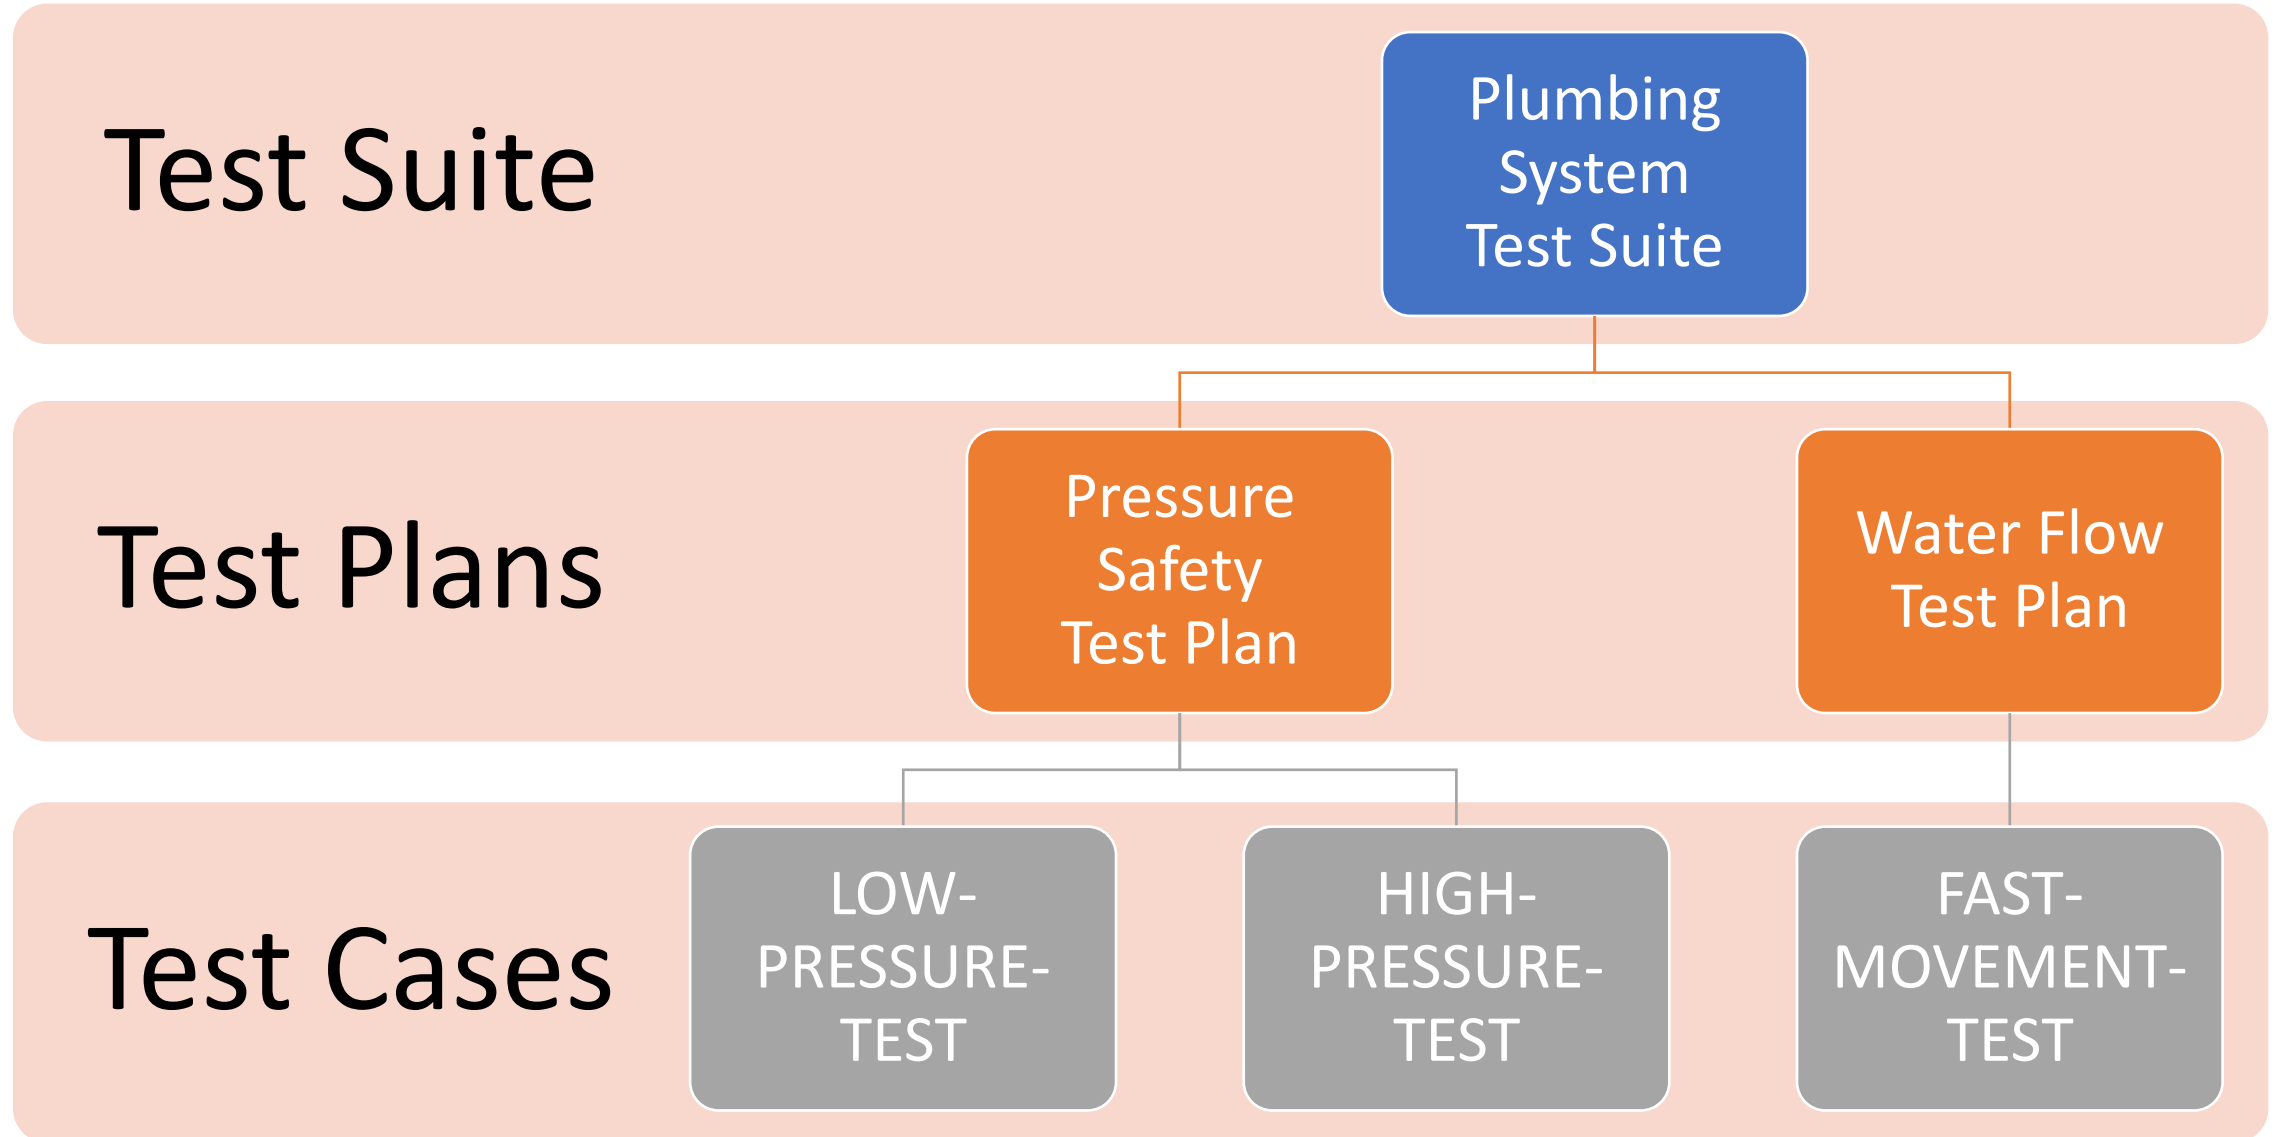 Test Suite
Plumbing
System
Test Suite
Test Plans
Pressure
Safety
Test Plan
Water Flow
Test Plan
Test Cases
LOW-
PRESSURE-
TEST
HIGH-
PRESSURE-
TEST
FAST-
MOVEMENT-
TEST